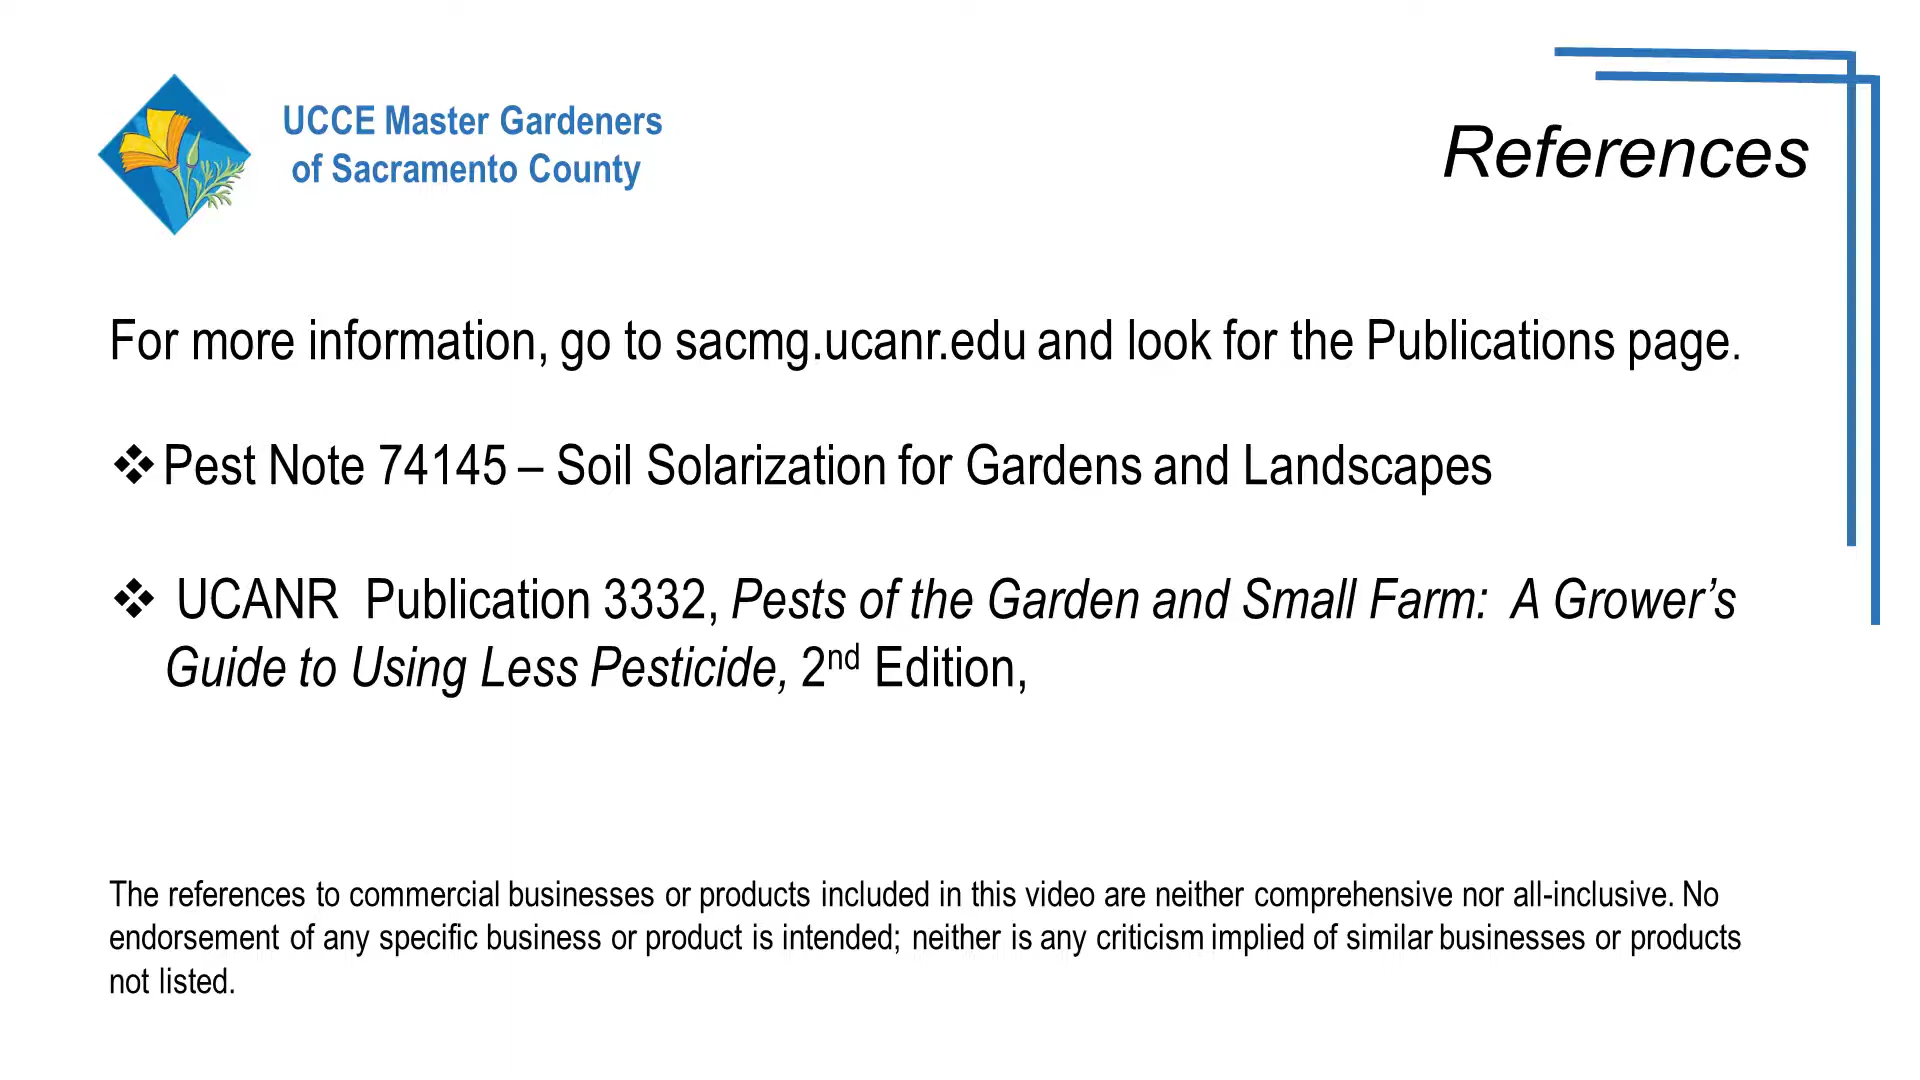 UCCE Master Gardeners
of Sacramento County
References
For more information, go to sacmg.ucanr.edu and look for the Publications page.
❖ Pest Note 74145 – Soil Solarization for Gardens and Landscapes
❖ UCANR  Publication 3332, Pests of the Garden and Small Farm:  A Grower’s
Guide to Using Less Pesticide, 2nd Edition,
The references to commercial businesses or products included in this video are neither comprehensive nor all-inclusive. No
endorsement of any specific business or product is intended; neither is any criticism implied of similar businesses or products
not listed.